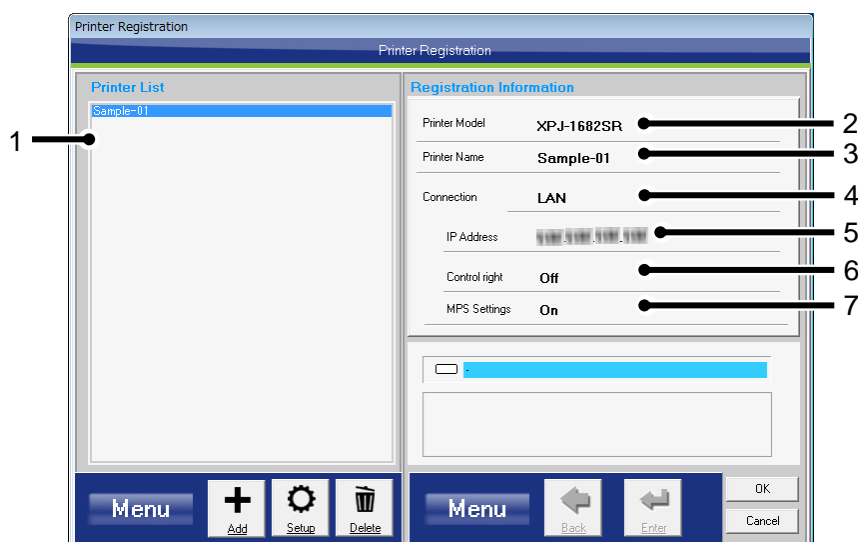 Printer Registration
Printer Registration
Printer List
Sample-01
1
Menu
Add
Setup
Delete
Registration Information
Printer Model XPJ-1682SR 2
Printer Name Sample-01 3
Connection LAN 4
IP Address 5
Control right Off 6
MPS Settings On 7
-
Menu
Back
Enter
OK
Cancel